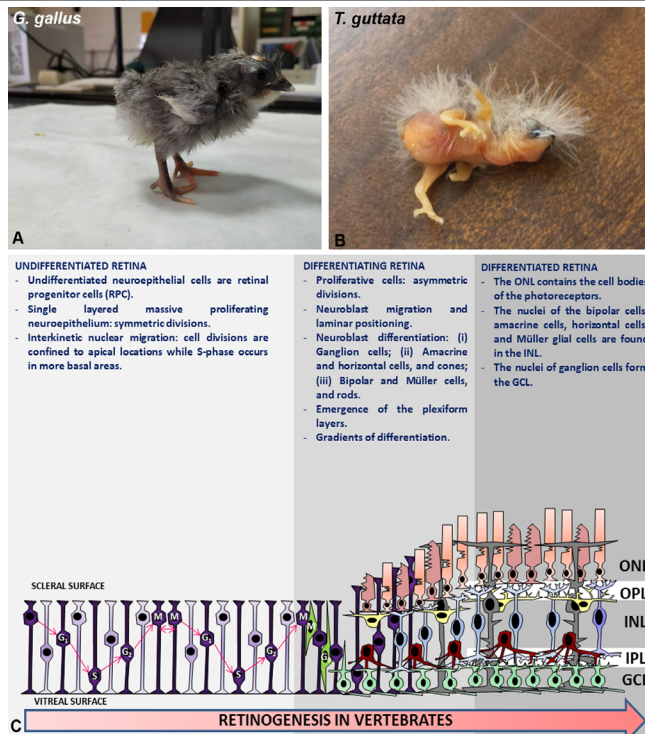 G. gallus
T. guttata
A
B
UNDIFFERENTIATED RETINA
- Undifferentiated neuroepithelial cells are retinal
progenitor cells (RPC).
- Single layered massive proliferating
neuroepithelium: symmetric divisions.
- Interkinetic nuclear migration: cell divisions are
confined to apical locations while S-phase occurs
in more basal areas.
DIFFERENTIATING RETINA
- Proliferative cells: asymmetric
divisions.
- Neuroblast migration and
laminar positioning.
- Neuroblast differentiation: (i)
Ganglion cells; (ii) Amacrine
and horizontal cells, and cones;
(iii) Bipolar and Müller cells,
and rods.
- Emergence of the plexiform
layers.
- Gradients of differentiation.
DIFFERENTIATED RETINA
- The ONL contains the cell bodies
of the photoreceptors.
- The nuclei of the bipolar cells,
amacrine cells, horizontal cells
and Müller glial cells are found
in the INL.
- The nuclei of ganglion cells form
the GCL.
SCLERAL SURFACE
ONL
OPL
INL
IPL
GCL
G1
S
G2
M
M
G1
S
G2
M
M
G
VITREAL SURFACE
C
RETINOGENESIS IN VERTEBRATES